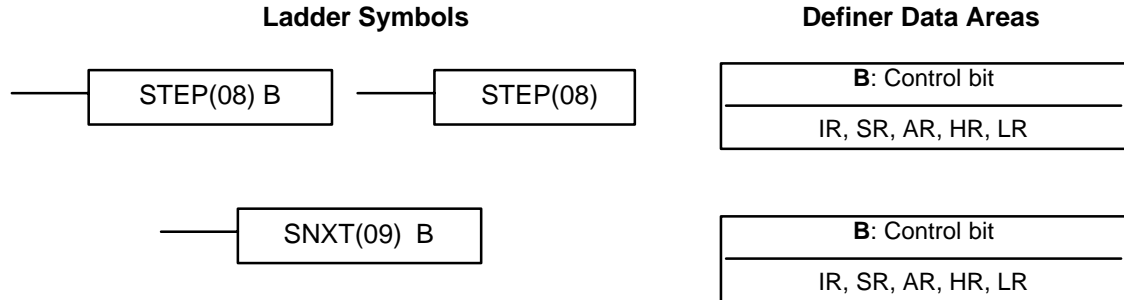 Ladder Symbols
Definer Data Areas
STEP(08) B
STEP(08)
B: Control bit
IR, SR, AR, HR, LR
SNXT(09) B
B: Control bit
IR, SR, AR, HR, LR